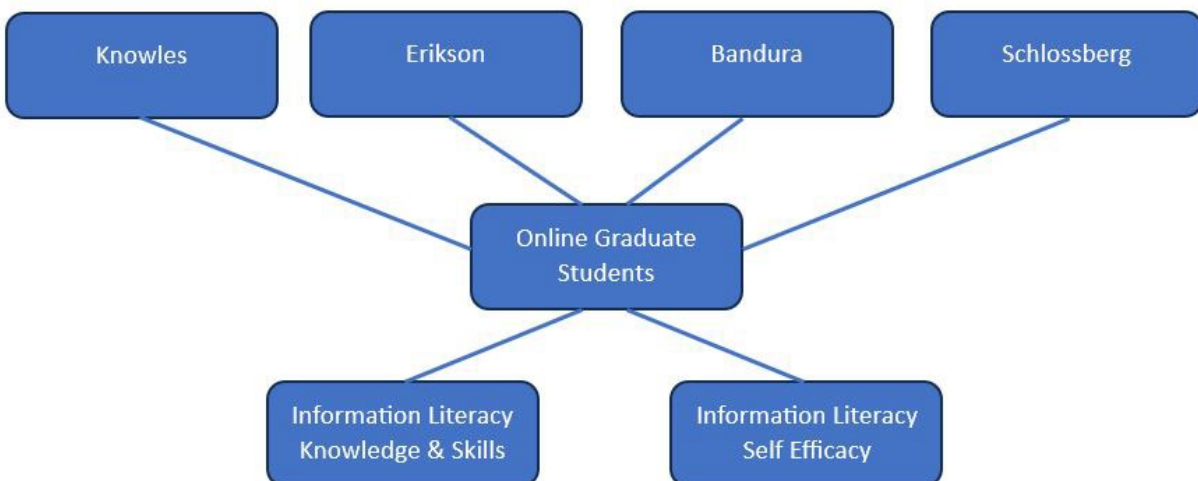 Knowles
Erikson
Bandura
Schlossberg
Online Graduate
Students
Information Literacy
Knowledge & Skills
Information Literacy
Self Efficacy